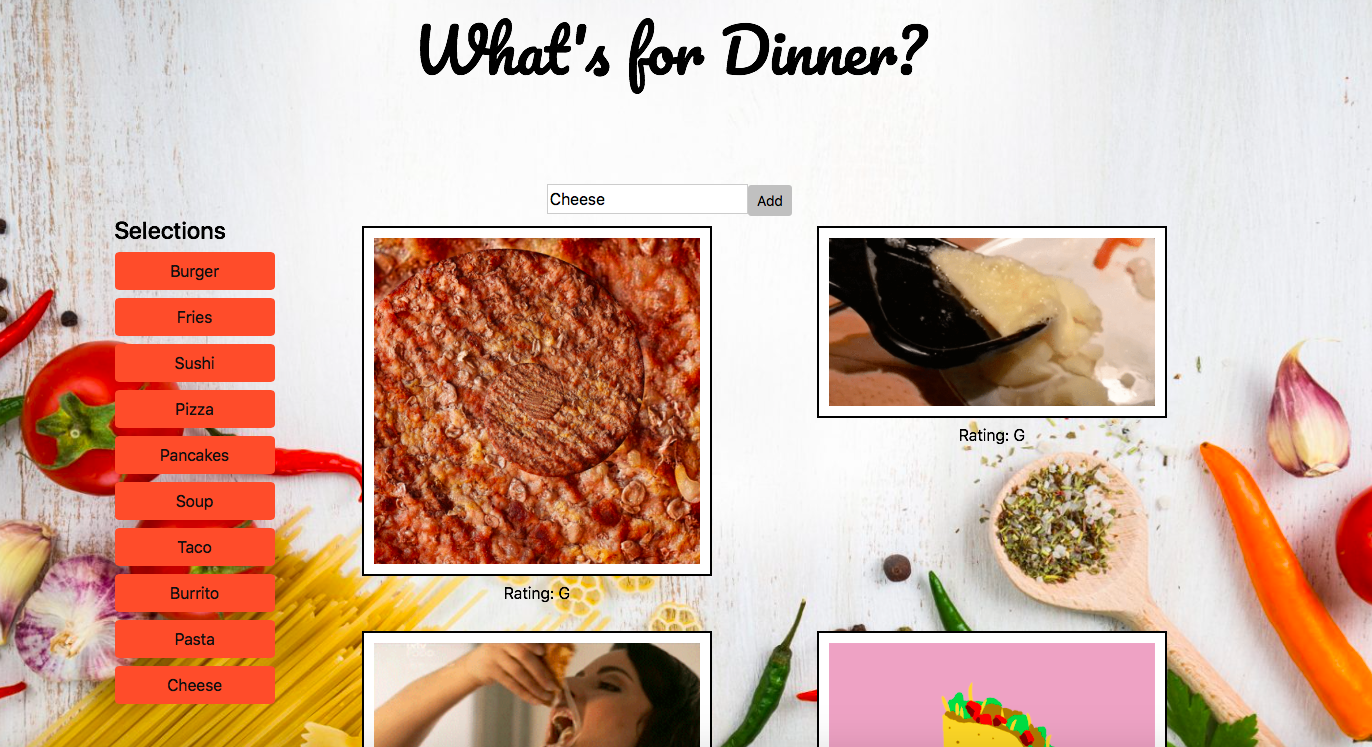 What's for Dinner?
Cheese
Add
Selections
Burger
Fries
Sushi
Pizza
Pancakes
Soup
Taco
Burrito
Pasta
Cheese
Rating: G
Rating: G